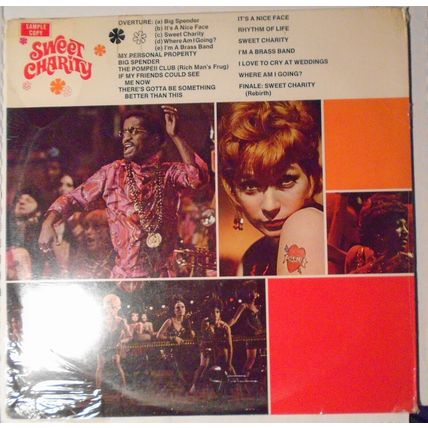 SAMPLE
COPY
Sweet
CHARITY
OVERTURE: (a) Big Spender
(b) It's A Nice Face
(c) Sweet Charity
(d) Where Am I Going?
(e) I'm A Brass Band
MY PERSONAL PROPERTY
BIG SPENDER
THE POMPEII CLUB (Rich Man's Frug)
IF MY FRIENDS COULD SEE
ME NOW
THERE'S GOTTA BE SOMETHING
BETTER THAN THIS
IT'S A NICE FACE
RHYTHM OF LIFE
SWEET CHARITY
I'M A BRASS BAND
I LOVE TO CRY AT WEDDINGS
WHERE AM I GOING?
FINALE: SWEET CHARITY
(Rebirth)